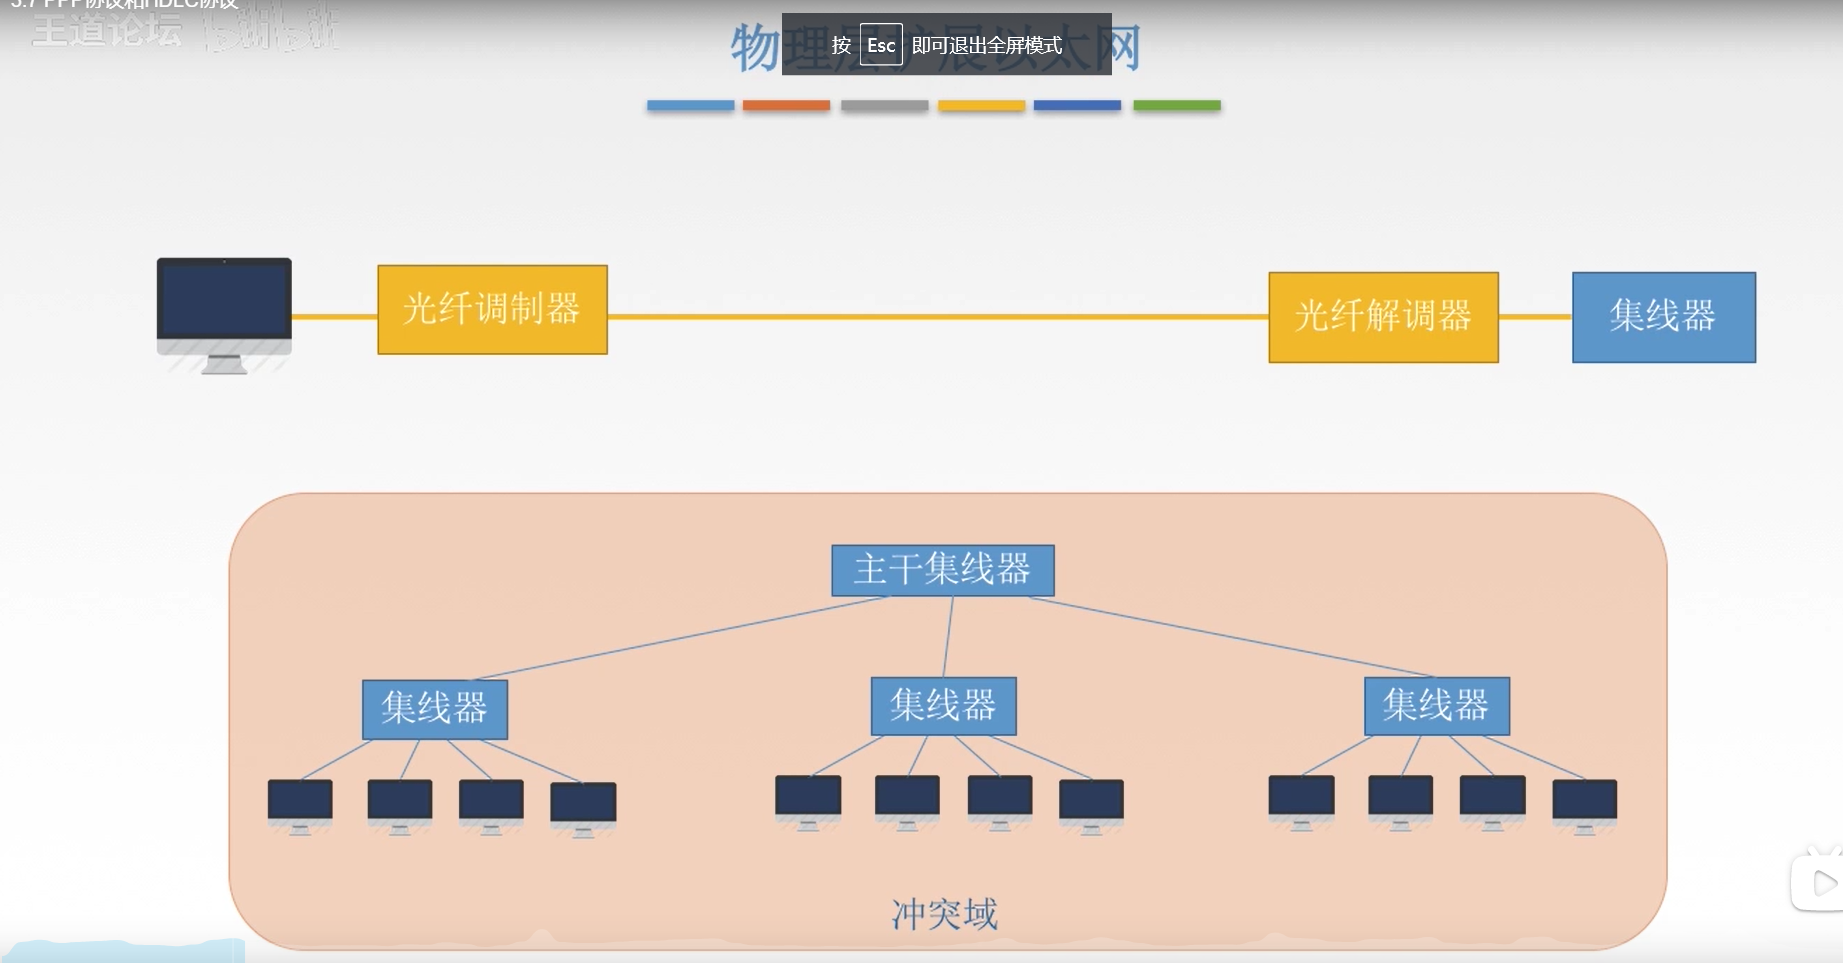 3.7 PPP协议和HDLC协议
王道论坛 bilibili
物理层扩展以太网
按 Esc 即可退出全屏模式
光纤调制器
光纤解调器
集线器
主干集线器
集线器
集线器
集线器
冲突域